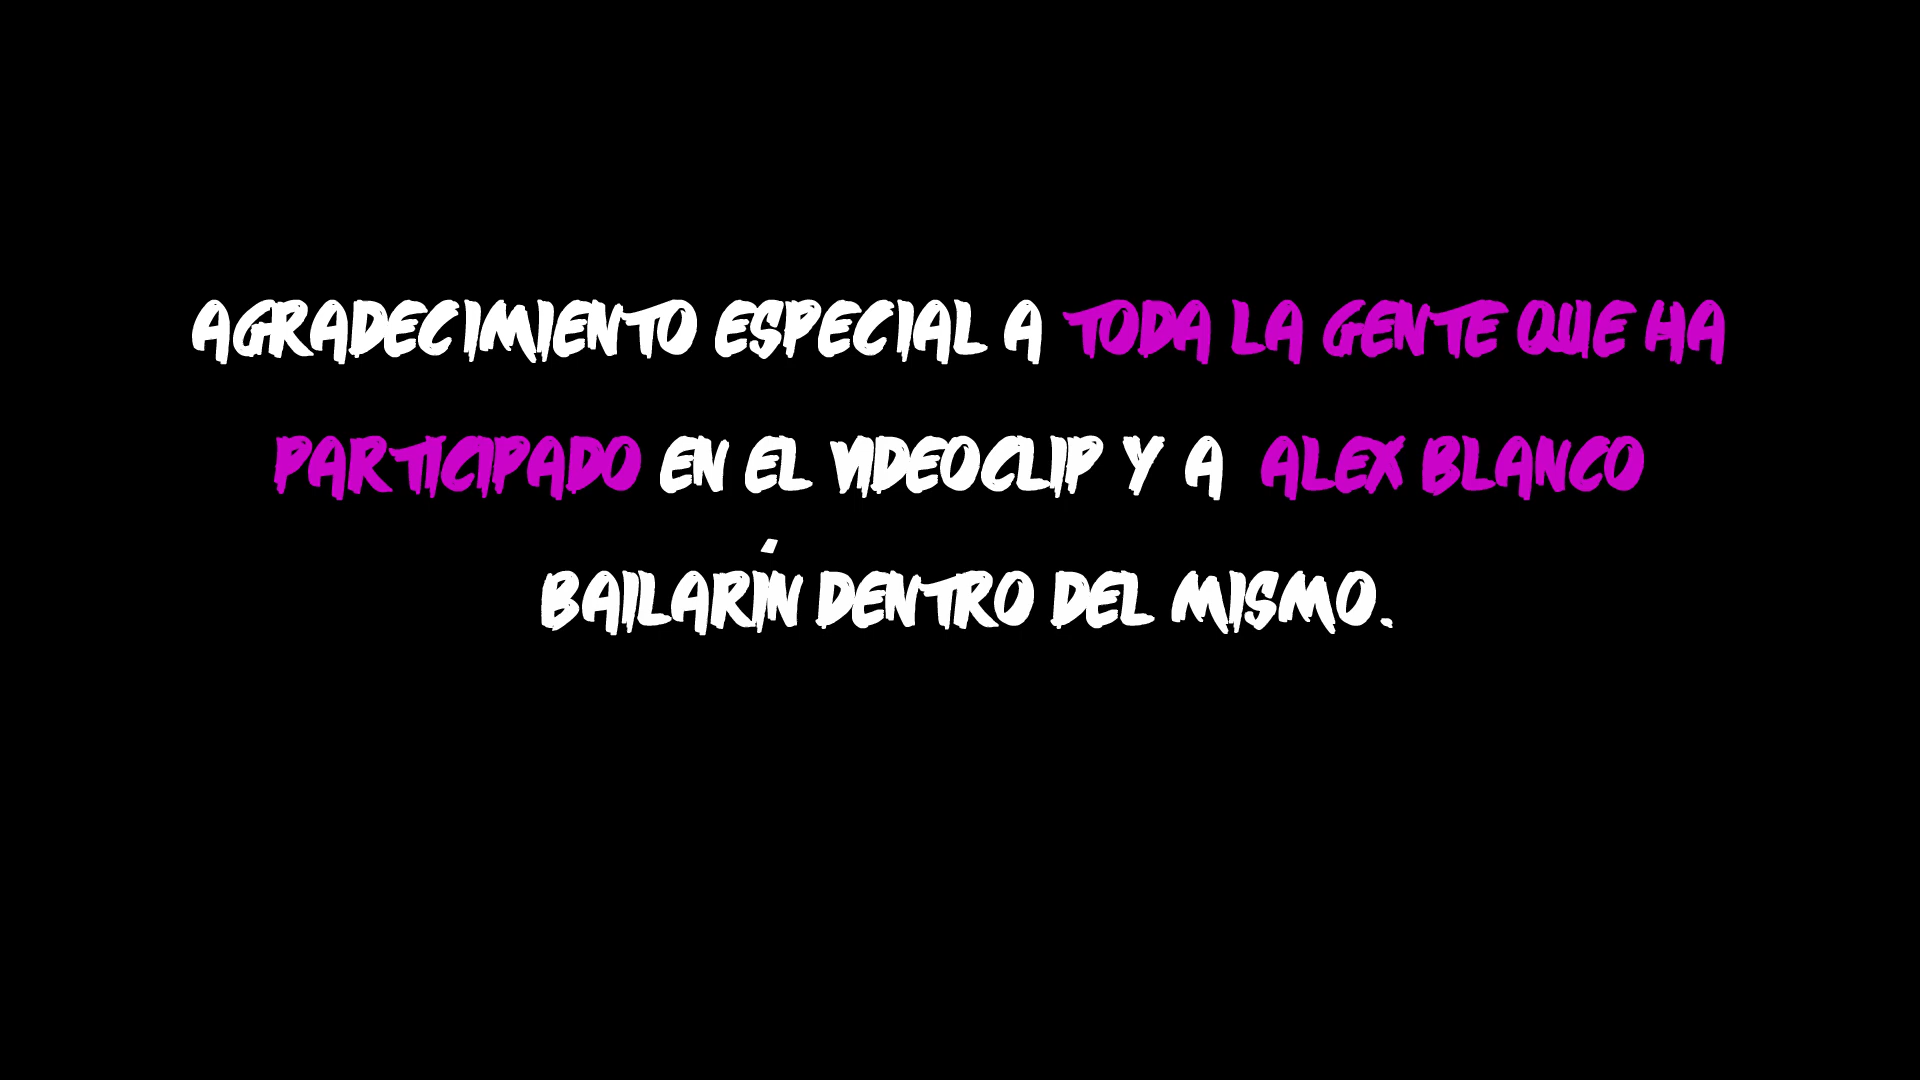 AGRADECIMIENTO ESPECIAL A TODA LA GENTE QUE HA
PARTICIPADO EN EL VIDEOCLIP Y A ALEX BLANCO
BAILARÍN DENTRO DEL MISMO.